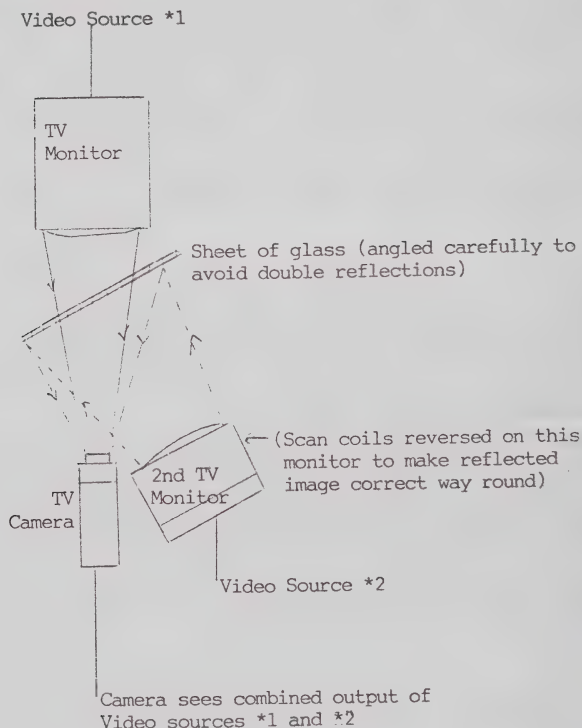 Video Source *1
TV
Monitor
Sheet of glass (angled carefully to
avoid double reflections)
(Scan coils reversed on this
monitor to make reflected
image correct way round)
2nd TV
Monitor
TV
Camera
Video Source *2
Camera sees combined output of
Video sources *1 and *2